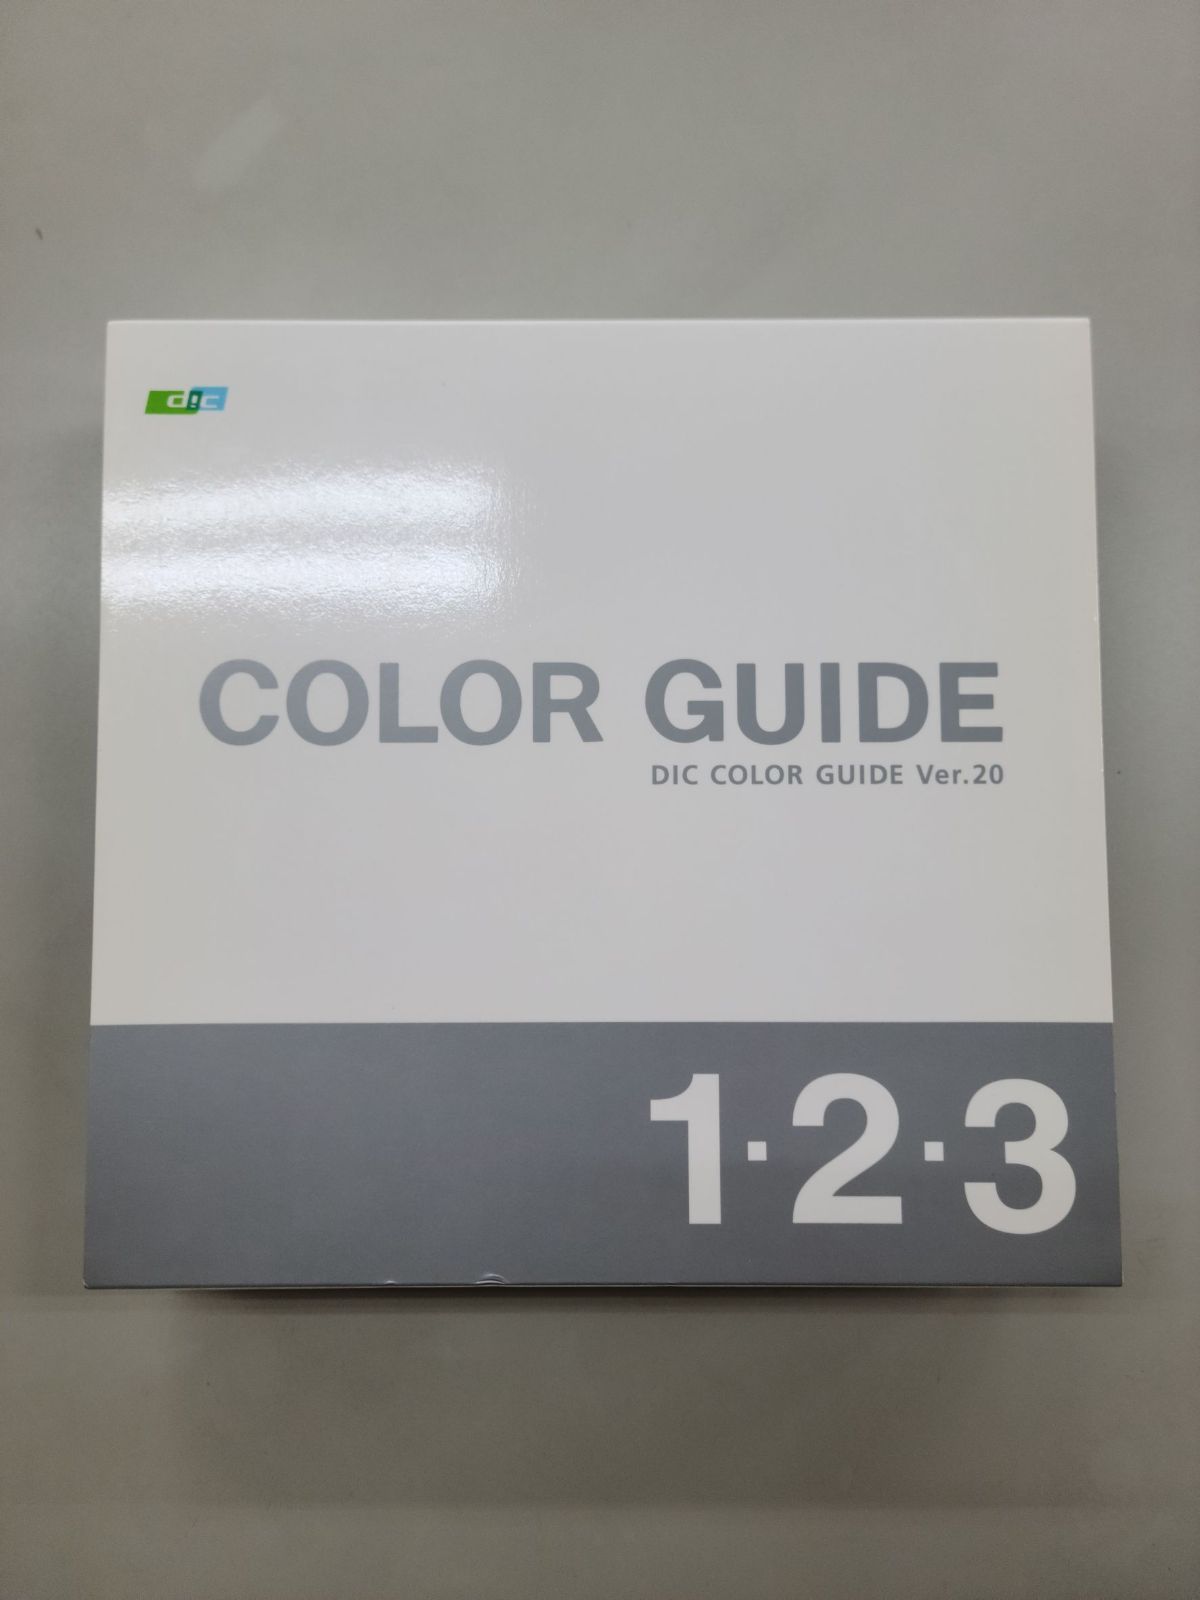 dic
COLOR GUIDE
DIC COLOR GUIDE Ver.20
1·2·3